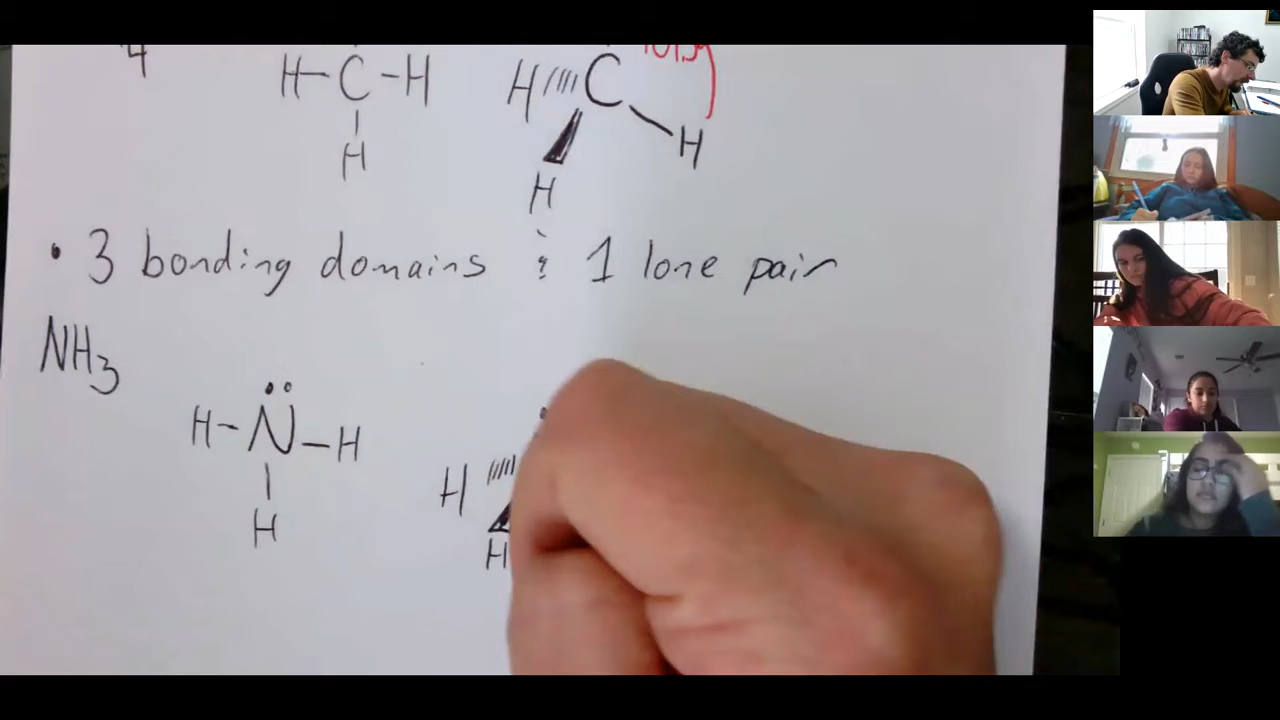 4
H-C-H
H
H C H
H
• 3 bonding domains & 1 lone pair
NH3
H-N-H
H
H
H